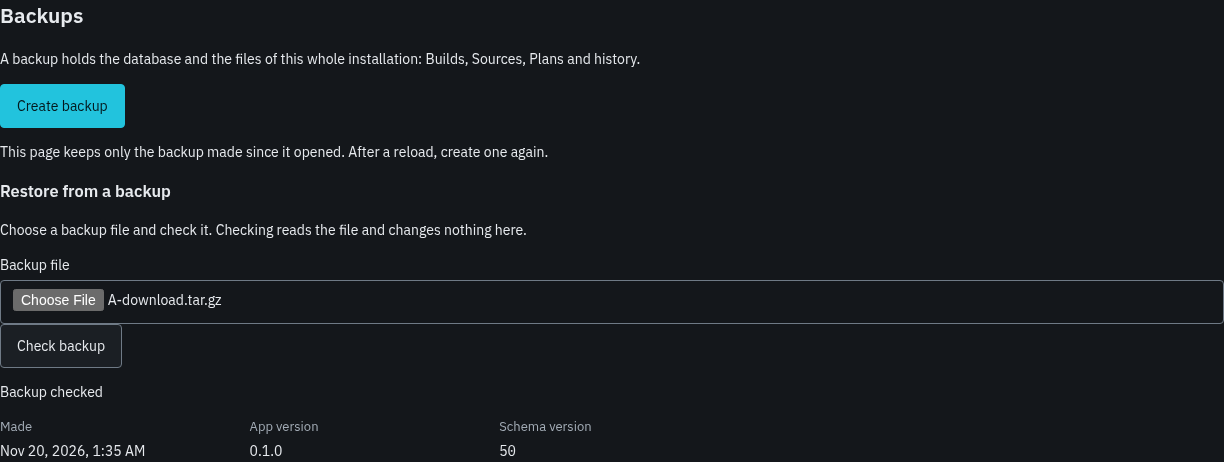 Backups
A backup holds the database and the files of this whole installation: Builds, Sources, Plans and history.
Create backup
This page keeps only the backup made since it opened. After a reload, create one again.
Restore from a backup
Choose a backup file and check it. Checking reads the file and changes nothing here.
Backup file
Choose File A-download.tar.gz
Check backup
Backup checked
Made App version Schema version
Nov 20, 2026, 1:35 AM 0.1.0 50